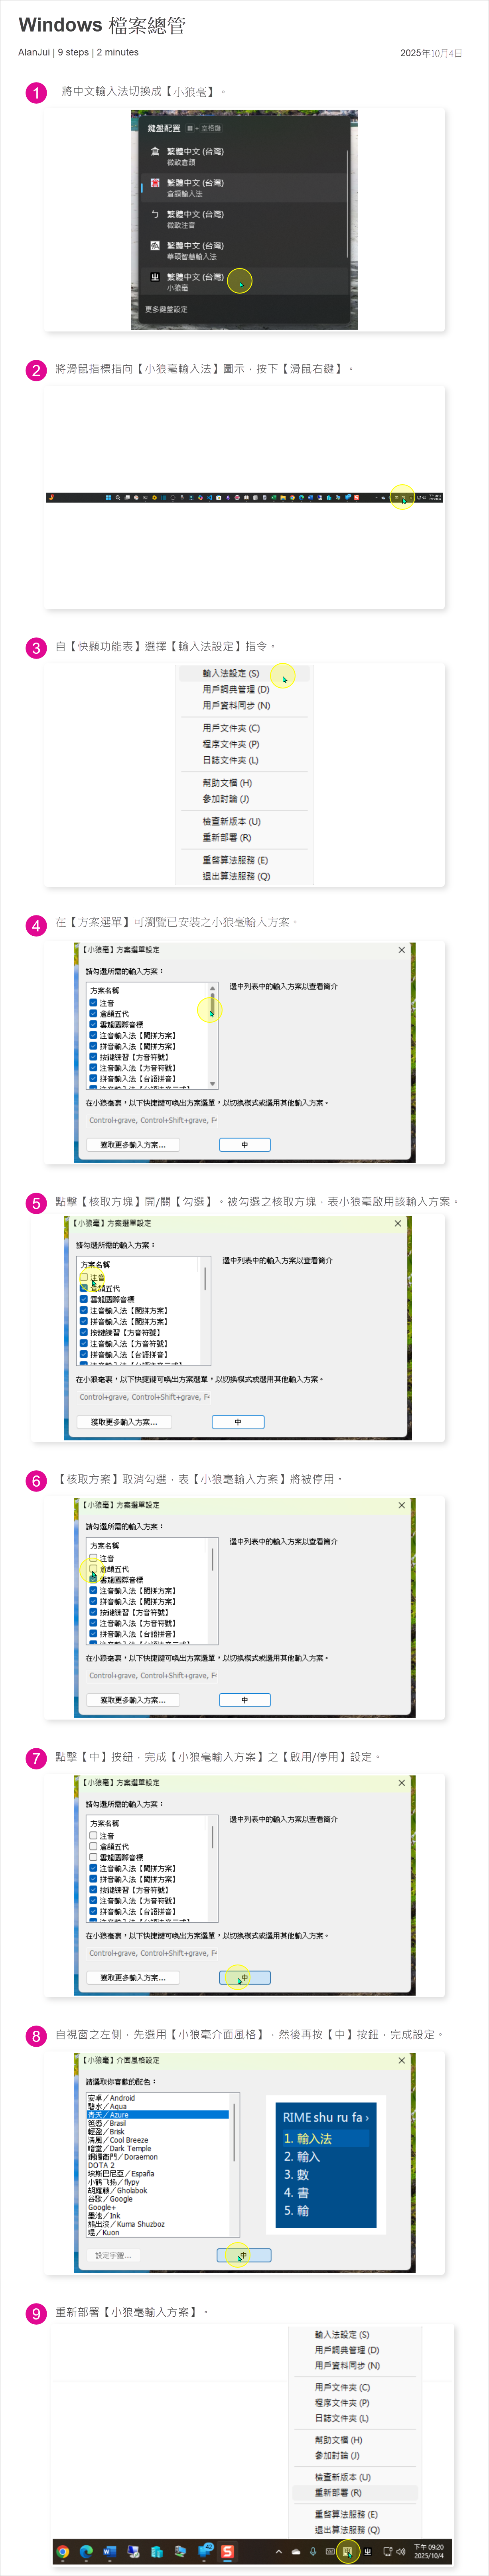 Windows 檔案總管
AlanJui | 9 steps | 2 minutes
2025年10月4日
1
將中文輸入法切換成【小狼毫】。
鍵盤配置
繁體中文 (台灣)
微軟倉頡
繁體中文 (台灣)
倉頡輸入法
繁體中文 (台灣)
微軟注音
繁體中文 (台灣)
華碩智慧輸入法
繁體中文 (台灣)
小狼毫
更多鍵盤設定
2
將滑鼠指標指向【小狼毫輸入法】圖示，按下【滑鼠右鍵】。
3
自【快顯功能表】選擇【輸入法設定】指令。
輸入法設定 (S)
用戶詞典管理 (D)
用戶資料同步 (N)
用戶文件夾 (C)
程序文件夾 (P)
日誌文件夾 (L)
幫助文檔 (H)
參加討論 (J)
檢查新版本 (U)
重新部署 (R)
重啓算法服務 (E)
退出算法服務 (Q)
4
在【方案選單】可瀏覽已安裝之小狼毫輸入方案。
【小狼毫】方案選單設定
請勾選所需的輸入方案：
選中列表中的輸入方案以查看簡介
方案名稱
注音
倉頡五代
雲龍國際音標
注音輸入法【閩拼方案】
拼音輸入法【閩拼方案】
按鍵練習【方音符號】
注音輸入法【方音符號】
拼音輸入法【台語拼音】
在小狼毫裏，以下快捷鍵可喚出方案選單，以切換模式或選用其他輸入方案。
Control+grave, Control+Shift+grave, F4
獲取更多輸入方案...
中
5
點擊【核取方塊】開/關【勾選】。被勾選之核取方塊，表小狼毫啟用該輸入方案。
【小狼毫】方案選單設定
請勾選所需的輸入方案：
選中列表中的輸入方案以查看簡介
方案名稱
注音
倉頡五代
雲龍國際音標
注音輸入法【閩拼方案】
拼音輸入法【閩拼方案】
按鍵練習【方音符號】
注音輸入法【方音符號】
拼音輸入法【台語拼音】
在小狼毫裏，以下快捷鍵可喚出方案選單，以切換模式或選用其他輸入方案。
Control+grave, Control+Shift+grave, F4
獲取更多輸入方案...
中
6
【核取方案】取消勾選，表【小狼毫輸入方案】將被停用。
【小狼毫】方案選單設定
請勾選所需的輸入方案：
選中列表中的輸入方案以查看簡介
方案名稱
注音
倉頡五代
雲龍國際音標
注音輸入法【閩拼方案】
拼音輸入法【閩拼方案】
按鍵練習【方音符號】
注音輸入法【方音符號】
拼音輸入法【台語拼音】
在小狼毫裏，以下快捷鍵可喚出方案選單，以切換模式或選用其他輸入方案。
Control+grave, Control+Shift+grave, F4
獲取更多輸入方案...
中
7
點擊【中】按鈕，完成【小狼毫輸入方案】之【啟用/停用】設定。
【小狼毫】方案選單設定
請勾選所需的輸入方案：
選中列表中的輸入方案以查看簡介
方案名稱
注音
倉頡五代
雲龍國際音標
注音輸入法【閩拼方案】
拼音輸入法【閩拼方案】
按鍵練習【方音符號】
注音輸入法【方音符號】
拼音輸入法【台語拼音】
在小狼毫裏，以下快捷鍵可喚出方案選單，以切換模式或選用其他輸入方案。
Control+grave, Control+Shift+grave, F4
獲取更多輸入方案...
中
8
自視窗之左側，先選用【小狼毫介面風格】，然後再按【中】按鈕，完成設定。
【小狼毫】介面風格設定
請選取你喜歡的配色：
安卓／Android
碧水／Aqua
青天／Azure
芭西／Brasil
輕盈／Brisk
清風／Cool Breeze
暗堂／Dark Temple
銅鑼衛門／Doraemon
DOTA 2
埃斯巴尼亞／España
小鶴飞扬／flypy
胡蘿蔔／Gholabok
谷歌／Google
Google+
墨池／Ink
熊出沒／Kuma Shuzboz
壜／Kuon
RIME shu ru fa ›
1. 輸入法
2. 輸入
3. 數
4. 書
5. 輸
設定字體...
中
9
重新部署【小狼毫輸入方案】。
輸入法設定 (S)
用戶詞典管理 (D)
用戶資料同步 (N)
用戶文件夾 (C)
程序文件夾 (P)
日誌文件夾 (L)
幫助文檔 (H)
參加討論 (J)
檢查新版本 (U)
重新部署 (R)
重啓算法服務 (E)
退出算法服務 (Q)
下午 09:20
2025/10/4